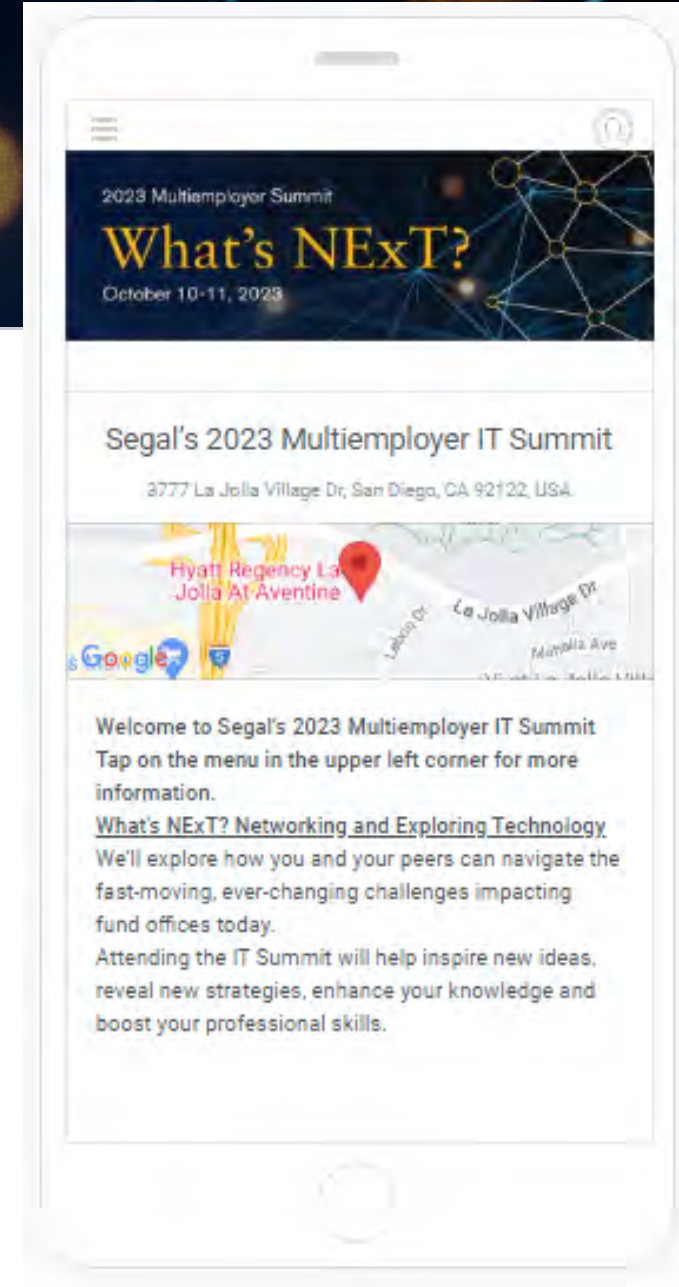 2023 Multiemployer Summit
What's NExT?
October 10-11, 2023
Segal's 2023 Multiemployer IT Summit
3777 La Jolla Village Dr, San Diego, CA 92122, USA
Hyatt Regency La
Jolla At Aventine
La Jolla Village Dr
Lebon Dr
Ave
Google
5
Welcome to Segal's 2023 Multiemployer IT Summit
Tap on the menu in the upper left corner for more
information.
What's NExT? Networking and Exploring Technology
We'll explore how you and your peers can navigate the
fast-moving, ever-changing challenges impacting
fund offices today.
Attending the IT Summit will help inspire new ideas,
reveal new strategies, enhance your knowledge and
boost your professional skills.